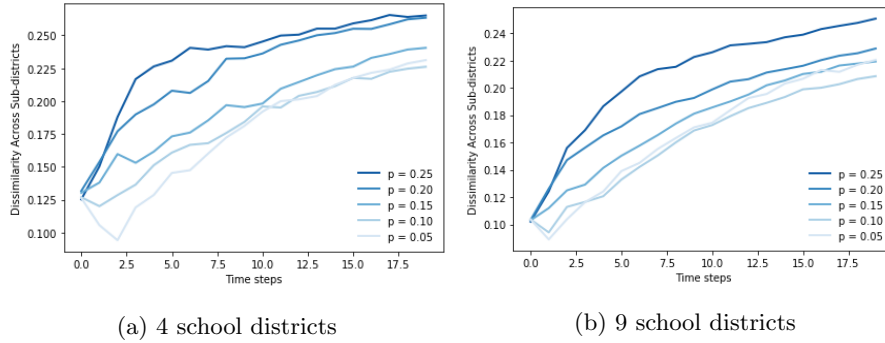 Dissimilarity Across Sub-districts
0.250
0.225
0.200
0.175
0.150
0.125
0.100
p = 0.25
p = 0.20
p = 0.15
p = 0.10
p = 0.05
0.0 2.5 5.0 7.5 10.0 12.5 15.0 17.5
Time steps
(a) 4 school districts
Dissimilarity Across Sub-districts
0.26
0.24
0.22
0.20
0.18
0.16
0.14
0.12
0.10
p = 0.25
p = 0.20
p = 0.15
p = 0.10
p = 0.05
0.0 2.5 5.0 7.5 10.0 12.5 15.0 17.5
Time steps
(b) 9 school districts